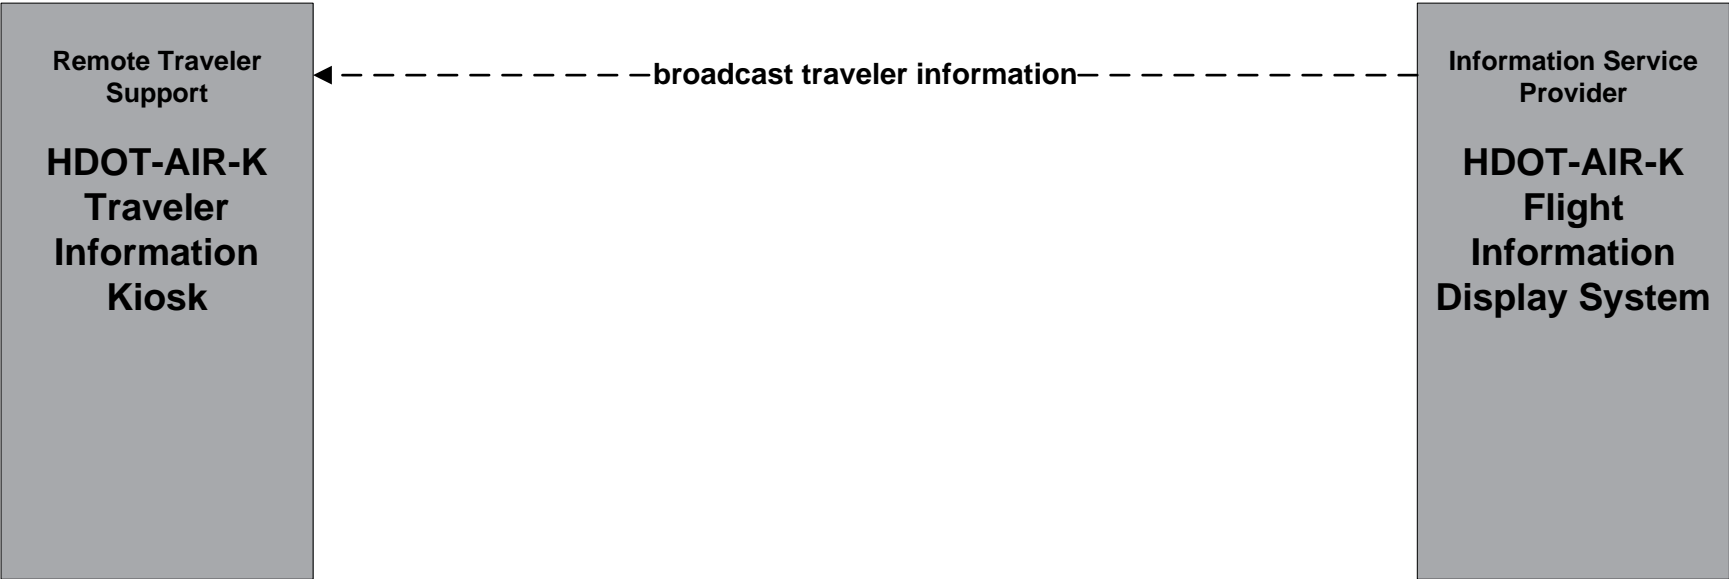 Remote Traveler
Support
HDOT-AIR-K
Traveler
Information
Kiosk
broadcast traveler information
Information Service
Provider
HDOT-AIR-K
Flight
Information
Display System